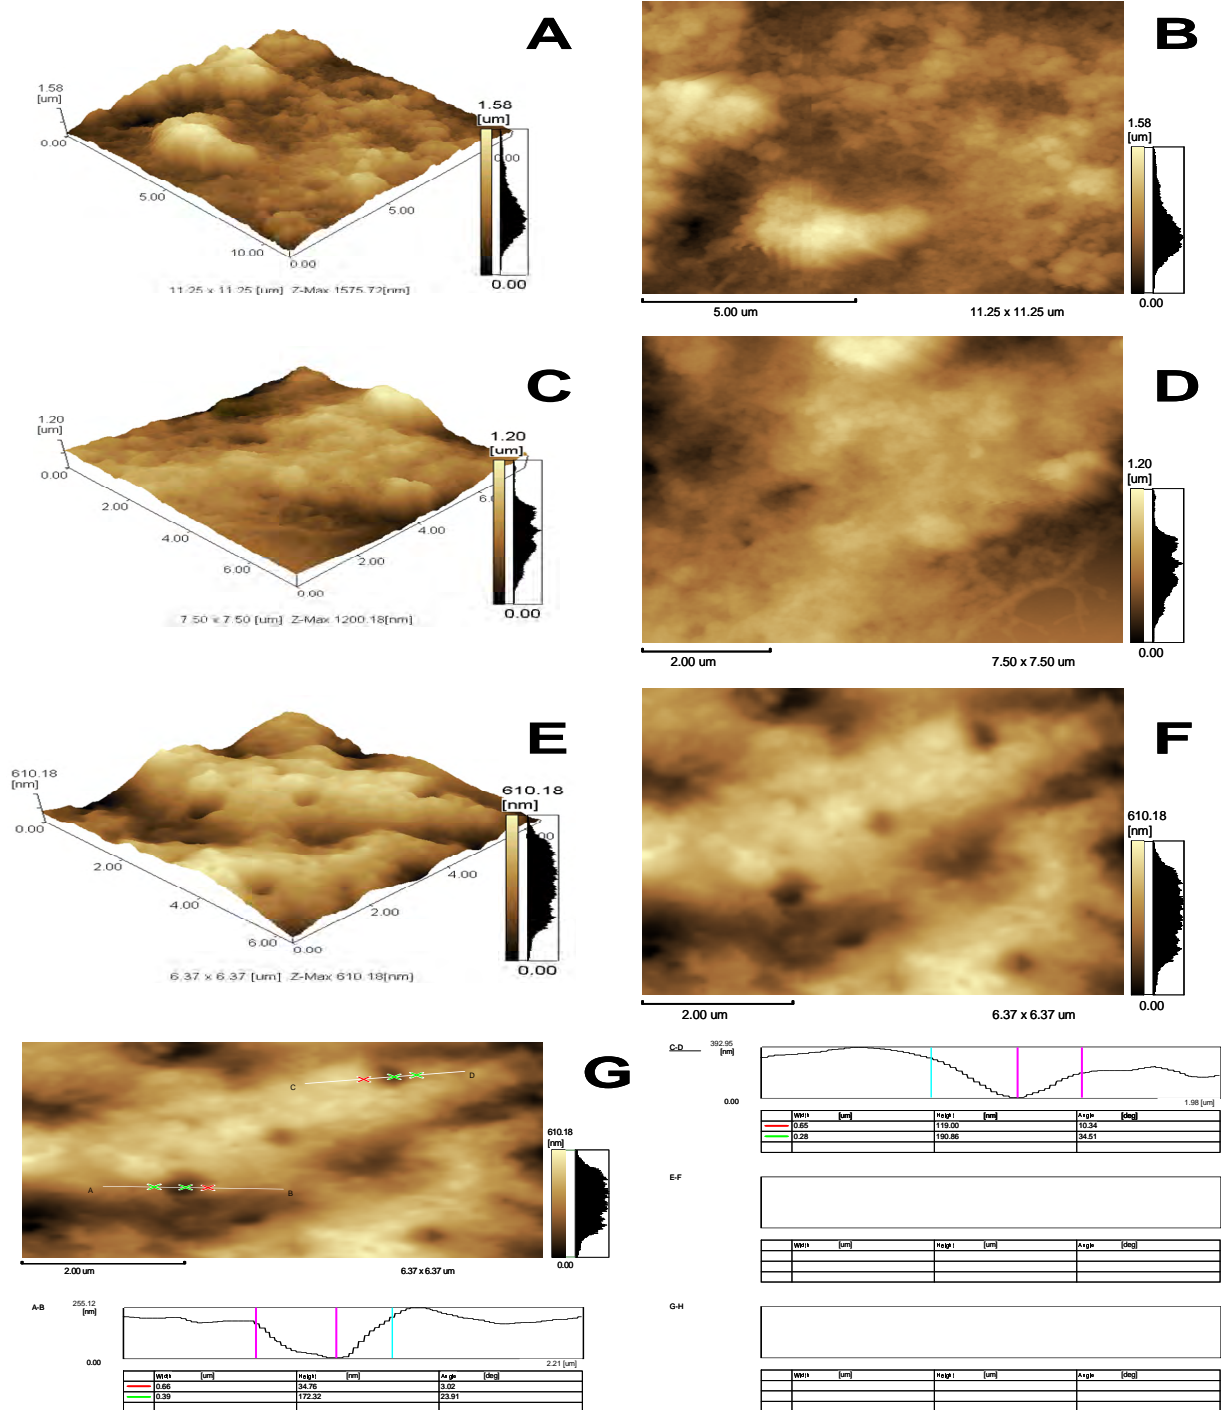 A
1.58
[um]
0.00
5.00
10.00
0.00
5.00
0.00
1.58
[um]
0.00
11.25 x 11.25 [um] Z-Max 1575.72[nm]
B
1.58
[um]
0.00
5.00 um
11.25 x 11.25 um
C
1.20
[um]
0.00
2.00
4.00
6.00
0.00
2.00
4.00
1.20
[um]
0.00
7.50 x 7.50 [um] Z-Max 1200.18[nm]
D
1.20
[um]
0.00
2.00 um
7.50 x 7.50 um
E
610.18
[nm]
0.00
2.00
4.00
6.00
0.00
2.00
4.00
610.18
[nm]
0.00
6.37 x 6.37 [um] Z-Max 610.18[nm]
F
610.18
[nm]
0.00
2.00 um
6.37 x 6.37 um
G
C
D
A
B
610.18
[nm]
0.00
2.00 um
6.37 x 6.37 um
A-B
255.12
[nm]
0.00
2.21 [um]
Width [um] Height [nm] Angle [deg]
0.66 34.76 3.02
0.39 172.32 23.91
C-D
392.95
[nm]
0.00
1.98 [um]
Width [um] Height [nm] Angle [deg]
0.65 119.00 10.34
0.28 190.86 34.51
E-F
Width [um] Height [um] Angle [deg]
G-H
Width [um] Height [um] Angle [deg]